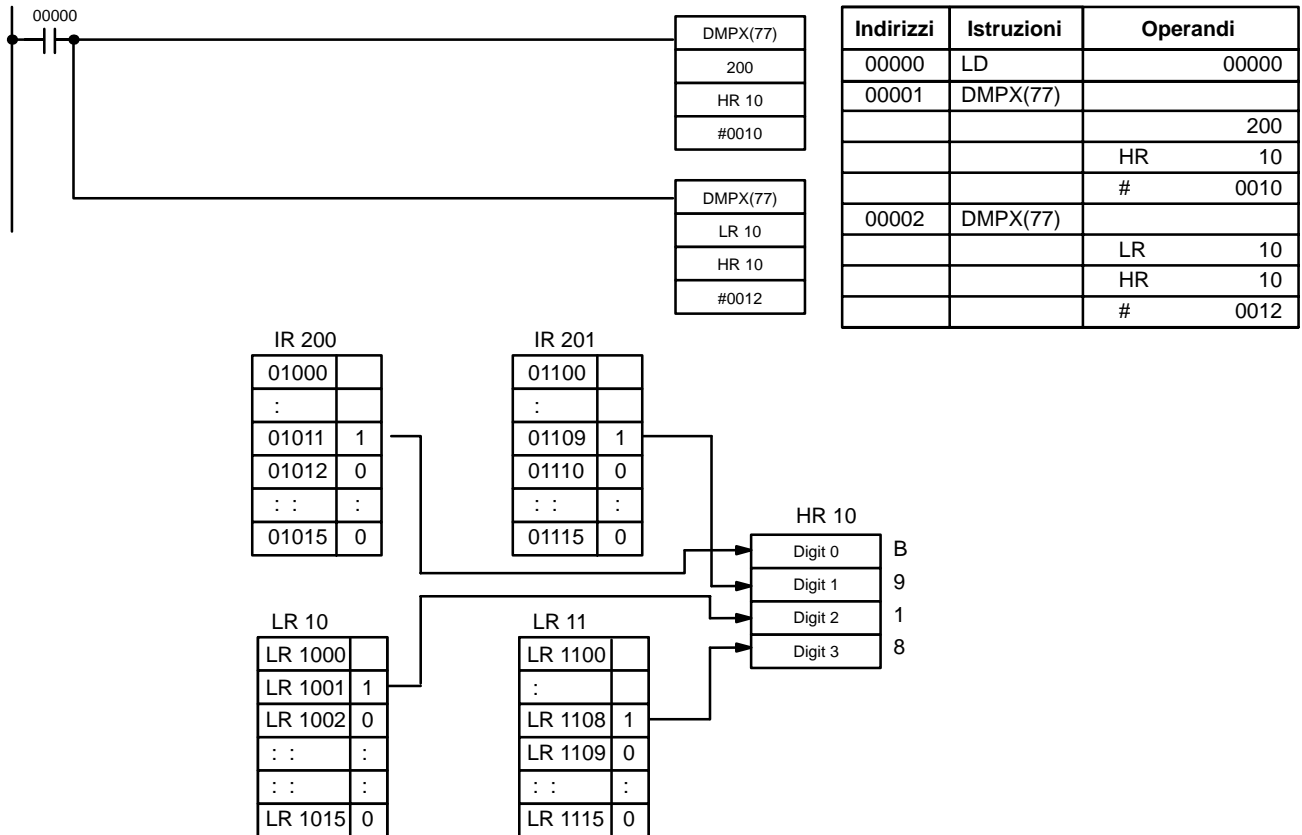 00000
DMPX(77)
200
HR 10
#0010
DMPX(77)
LR 10
HR 10
#0012
Indirizzi Istruzioni Operandi
00000 LD 00000
00001 DMPX(77)
200
HR 10
# 0010
00002 DMPX(77)
LR 10
HR 10
# 0012
IR 200
01000
:
01011 1
01012 0
: : :
01015 0
IR 201
01100
:
01109 1
01110 0
: : :
01115 0
HR 10
Digit 0 B
Digit 1 9
Digit 2 1
Digit 3 8
LR 10
LR 1000
LR 1001 1
LR 1002 0
: : :
: : :
LR 1015 0
LR 11
LR 1100
:
LR 1108 1
LR 1109 0
: : :
LR 1115 0